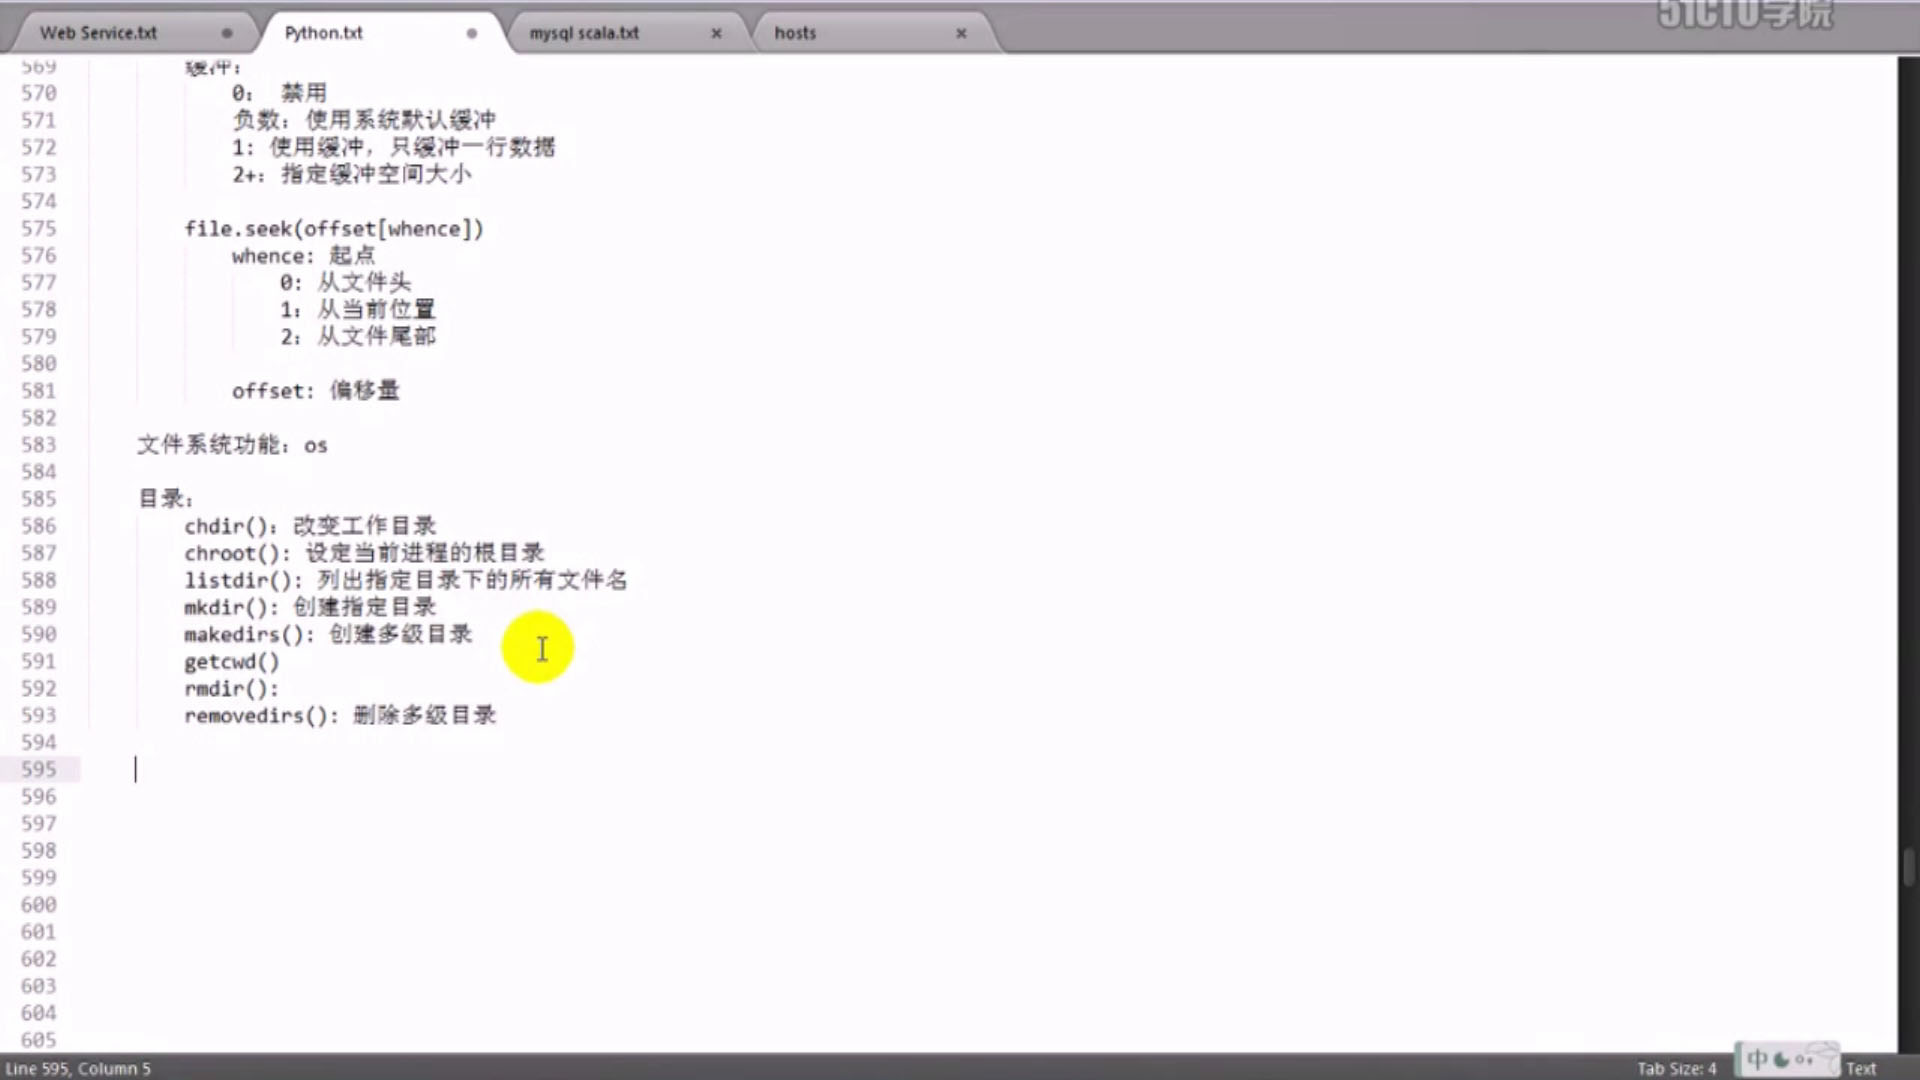 51CTO学院
Web Service.txt
Python.txt
mysql scala.txt
hosts
569 缓冲:
570 0: 禁用
571 负数: 使用系统默认缓冲
572 1: 使用缓冲, 只缓冲一行数据
573 2+: 指定缓冲空间大小
574
575 file.seek(offset[whence])
576 whence: 起点
577 0: 从文件头
578 1: 从当前位置
579 2: 从文件尾部
580
581 offset: 偏移量
582
583 文件系统功能: os
584
585 目录:
586 chdir(): 改变工作目录
587 chroot(): 设定当前进程的根目录
588 listdir(): 列出指定目录下的所有文件名
589 mkdir(): 创建指定目录
590 makedirs(): 创建多级目录
591 getcwd()
592 rmdir():
593 removedirs(): 删除多级目录
594
595
596
597
598
599
600
601
602
603
604
605
Line 595, Column 5
Tab Size: 4
中
Text